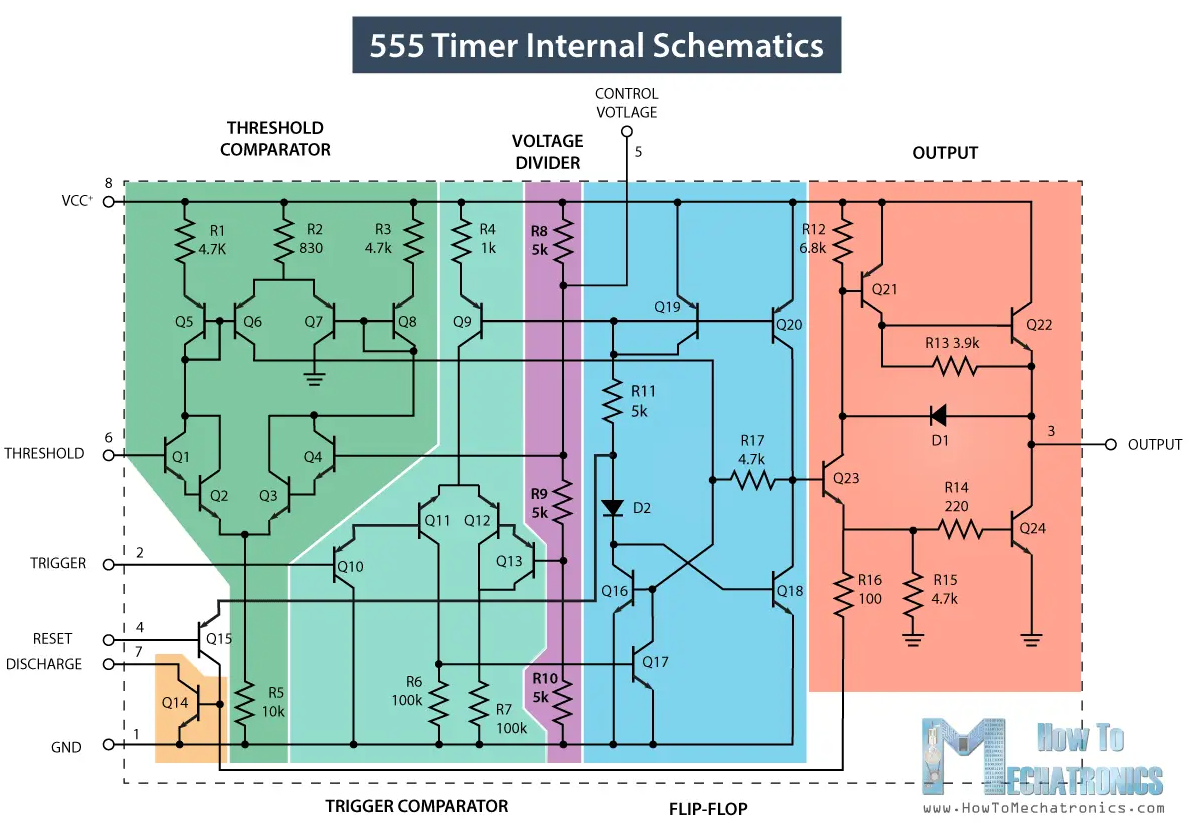 555 Timer Internal Schematics
CONTROL
VOTLAGE
5
THRESHOLD
COMPARATOR
VOLTAGE
DIVIDER
OUTPUT
8
VCC+
R1
4.7K
R2
830
R3
4.7k
R4
1k
R8
5k
R12
6.8k
Q5
Q6
Q7
Q8
Q9
Q19
Q20
Q21
Q22
R13 3.9k
R11
5k
D1
6
THRESHOLD
Q1
Q4
Q2
Q3
R17
4.7k
3
OUTPUT
Q23
R9
5k
D2
R14
220
Q11
Q12
Q24
2
TRIGGER
Q10
Q13
Q16
Q18
R16
100
R15
4.7k
4
RESET
Q15
7
DISCHARGE
Q17
Q14
R5
10k
R6
100k
R7
100k
R10
5k
1
GND
TRIGGER COMPARATOR
FLIP-FLOP
How To
MECHATRONICS
www.HowToMechatronics.com